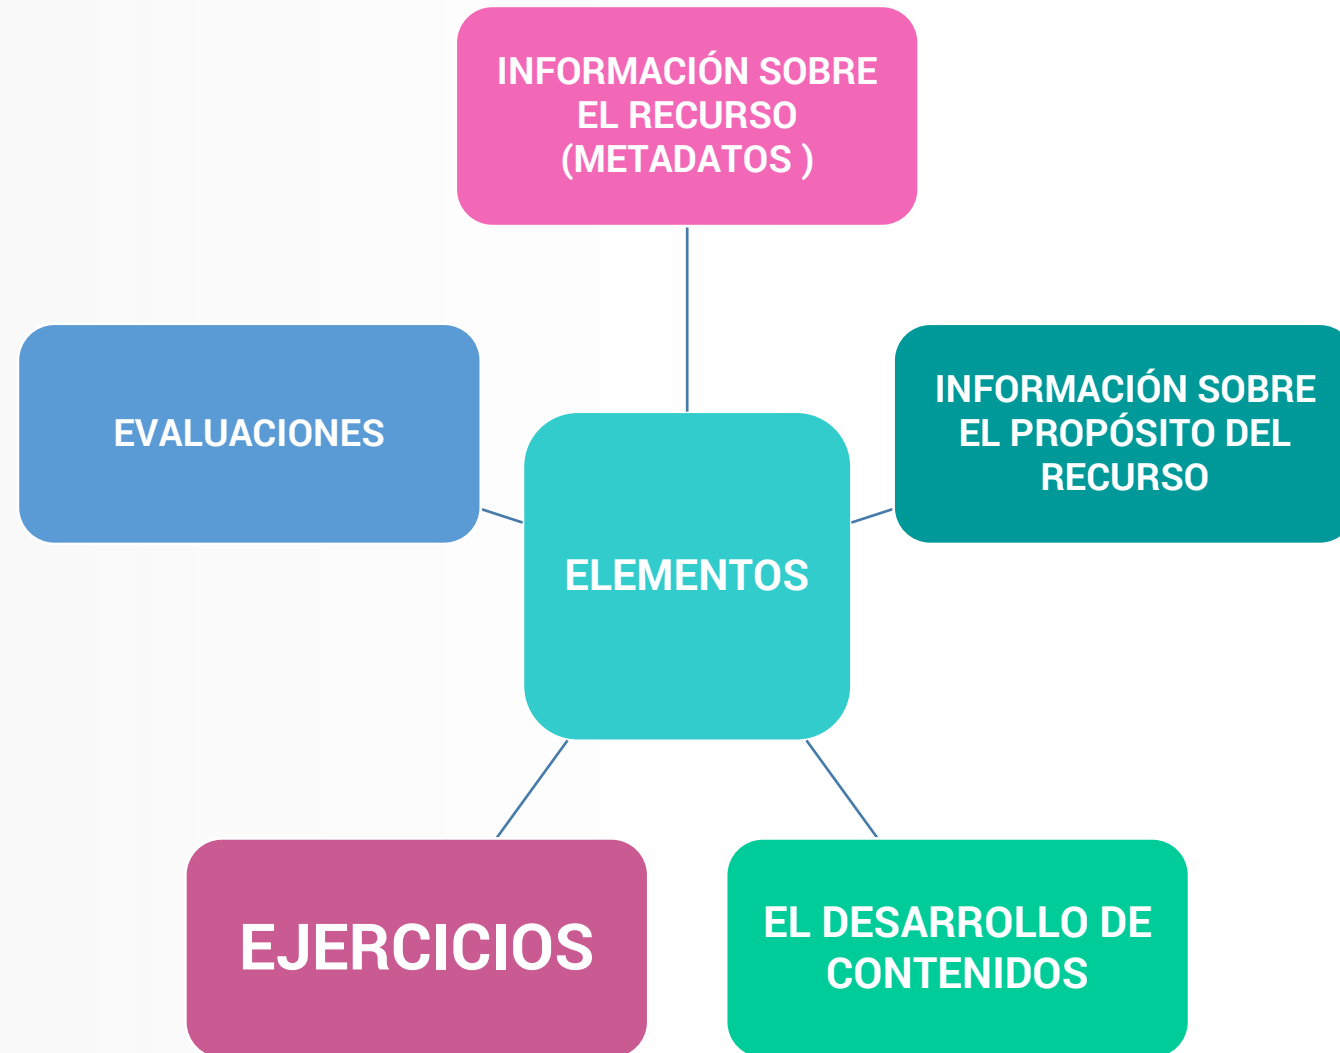 INFORMACIÓN SOBRE
EL RECURSO
(METADATOS )
EVALUACIONES
INFORMACIÓN SOBRE
EL PROPÓSITO DEL
RECURSO
ELEMENTOS
EJERCICIOS
EL DESARROLLO DE
CONTENIDOS